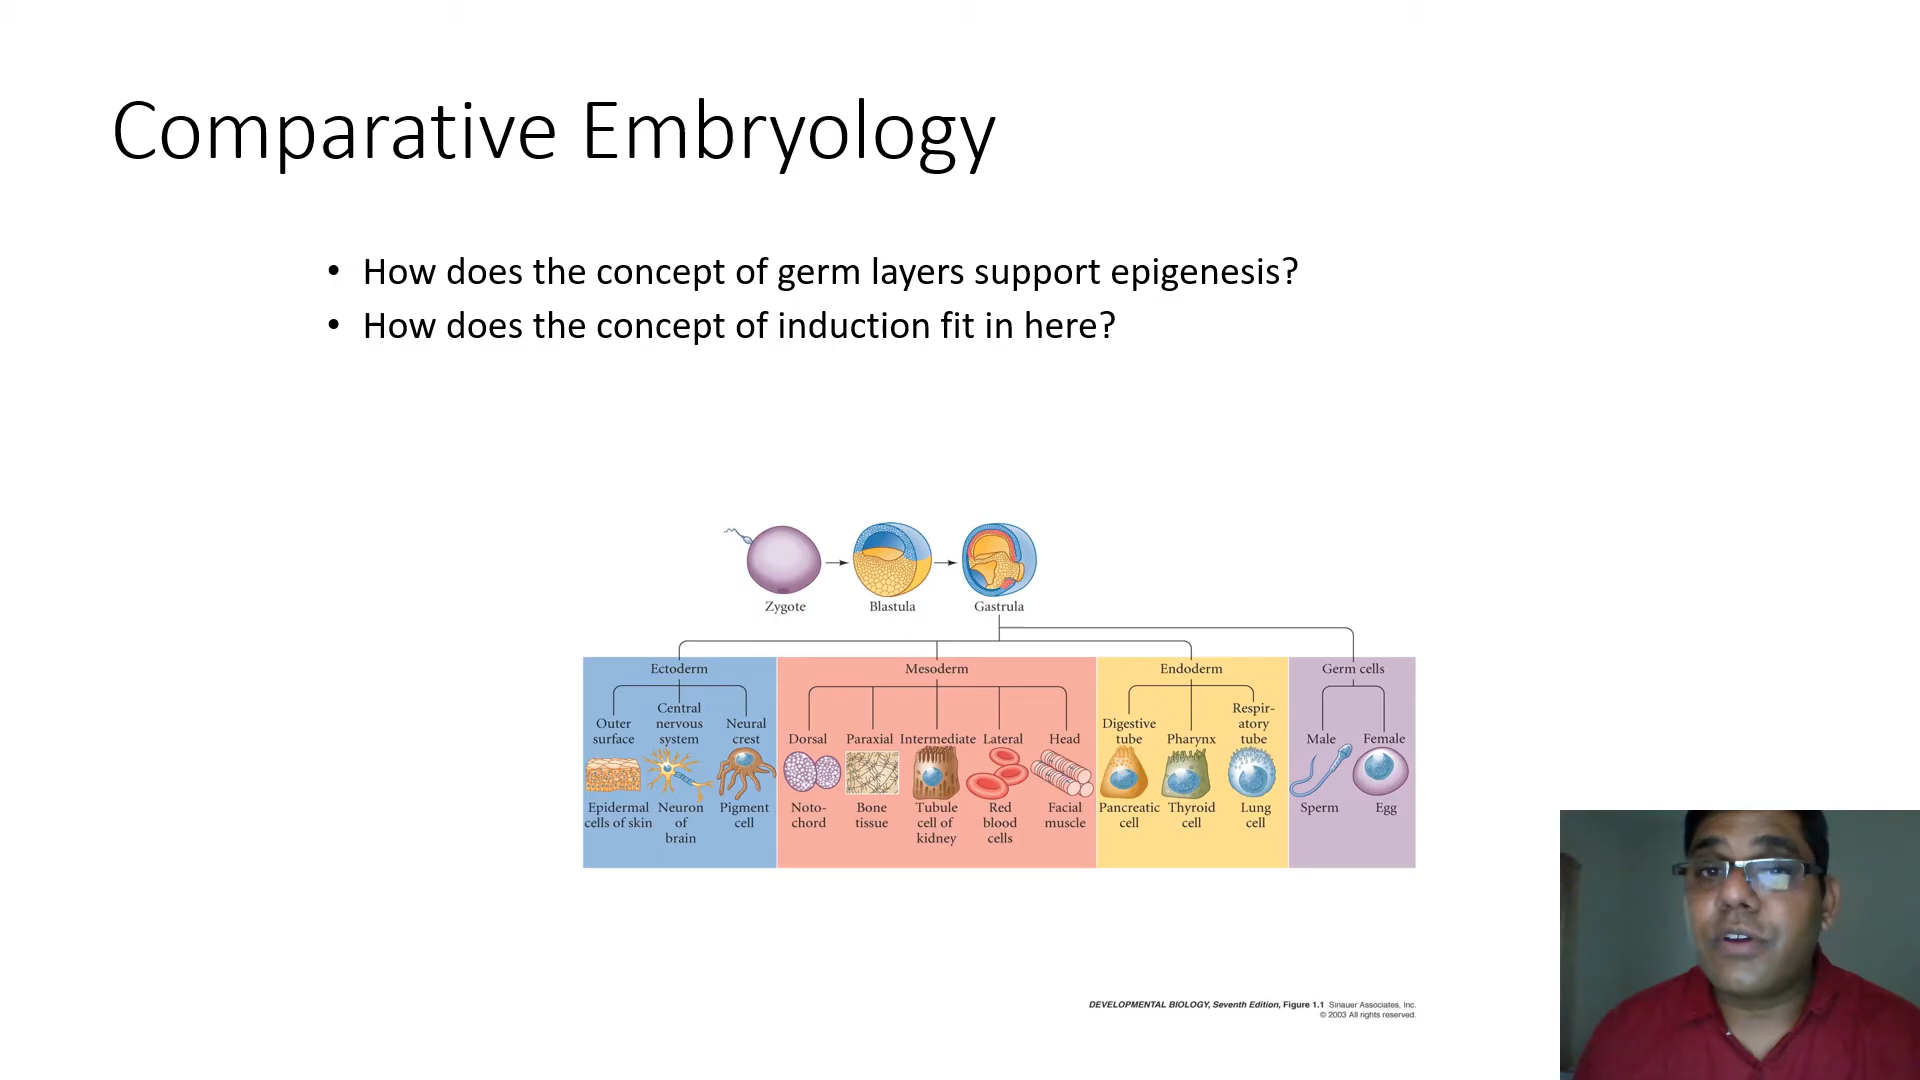 Comparative Embryology
• How does the concept of germ layers support epigenesis?
• How does the concept of induction fit in here?
Zygote
Blastula
Gastrula
Ectoderm
Mesoderm
Endoderm
Germ cells
Outer
surface
Central
nervous
system
Neural
crest
Dorsal
Paraxial
Intermediate
Lateral
Head
Digestive
tube
Pharynx
Respir-
atory
tube
Male
Female
Epidermal
cells of skin
Neuron
of
brain
Pigment
cell
Noto-
chord
Bone
tissue
Tubule
cell of
kidney
Red
blood
cells
Facial
muscle
Pancreatic
cell
Thyroid
cell
Lung
cell
Sperm
Egg
DEVELOPMENTAL BIOLOGY, Seventh Edition, Figure 1.1 Sinauer Associates, Inc.
© 2003 All rights reserved.